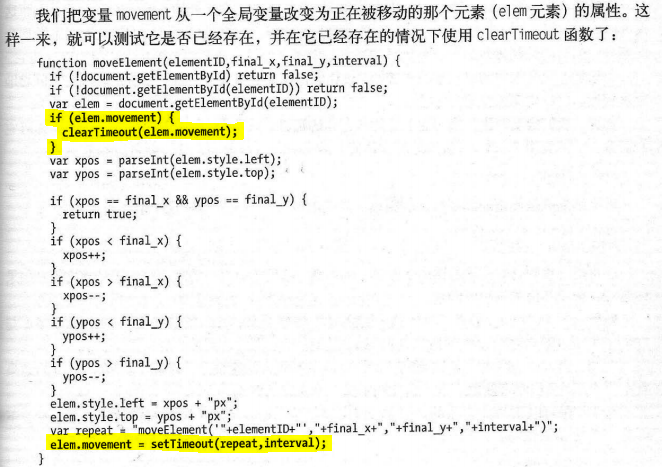 我们把变量 movement 从一个全局变量改变为正在被移动的那个元素（elem 元素）的属性。这
样一来，就可以测试它是否已经存在，并在它已经存在的情况下使用 clearTimeout 函数了：
function moveElement(elementID,final_x,final_y,interval) {
if (!document.getElementById) return false;
if (!document.getElementById(elementID)) return false;
var elem = document.getElementById(elementID);
if (elem.movement) {
clearTimeout(elem.movement);
}
var xpos = parseInt(elem.style.left);
var ypos = parseInt(elem.style.top);
if (xpos == final_x && ypos == final_y) {
return true;
}
if (xpos < final_x) {
xpos++;
}
if (xpos > final_x) {
xpos--;
}
if (ypos < final_y) {
ypos++;
}
if (ypos > final_y) {
ypos--;
}
elem.style.left = xpos + "px";
elem.style.top = ypos + "px";
var repeat = "moveElement('"+elementID+"',"+final_x+","+final_y+","+interval+")";
elem.movement = setTimeout(repeat,interval);
}